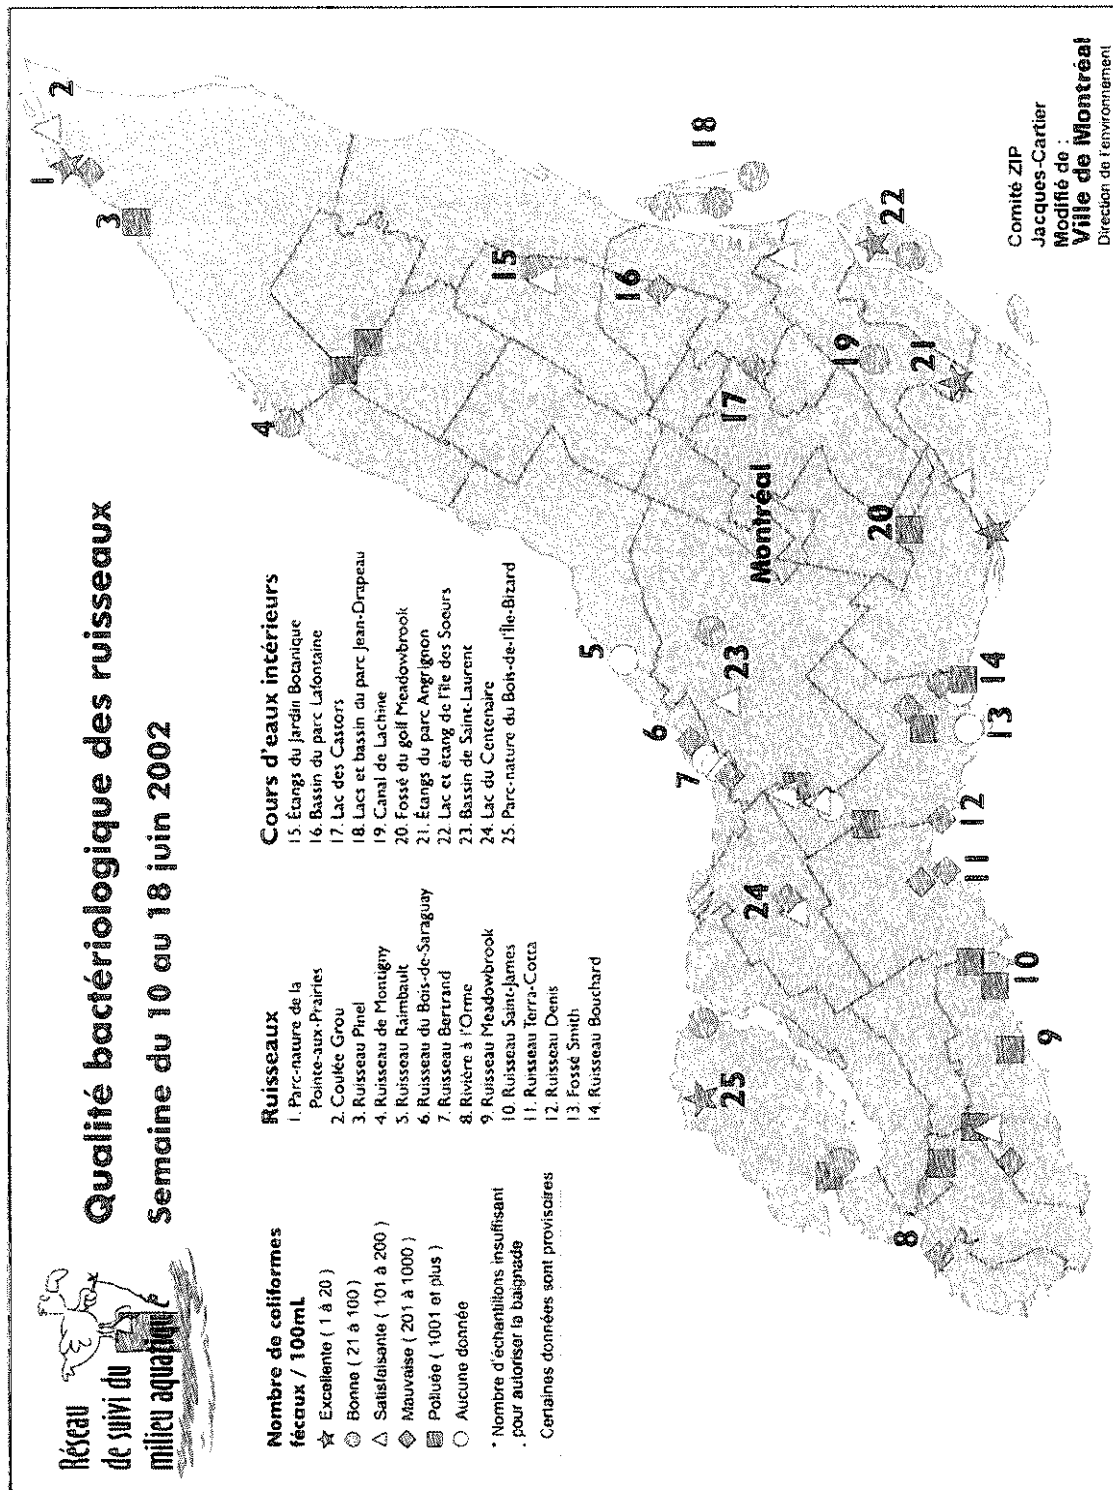 Réseau
de suivi du
milieu aquatique
Qualité bactériologique des ruisseaux
Semaine du 10 au 18 juin 2002
Nombre de coliformes
fécaux / 100mL
Excellente ( 1 à 20 )
Bonne ( 21 à 100 )
Satisfaisante ( 101 à 200 )
Mauvaise ( 201 à 1000 )
Polluée ( 1001 et plus )
Aucune donnée
* Nombre d'échantillons insuffisant
pour autoriser la baignade
Certaines données sont provisoires
Ruisseaux
1. Parc-nature de la
Pointe-aux-Prairies
2. Coulée Grou
3. Ruisseau Pinel
4. Ruisseau de Montigny
5. Ruisseau Raimbault
6. Ruisseau du Bois-de-Saraguay
7. Ruisseau Bertrand
8. Rivière à l'Orme
9. Ruisseau Meadowbrook
10. Ruisseau Saint-James
11. Ruisseau Terra-Cotta
12. Ruisseau Denis
13. Fossé Smith
14. Ruisseau Bouchard
Cours d'eaux intérieurs
15. Étangs du Jardin Botanique
16. Bassin du parc Lafontaine
17. Lac des Castors
18. Lacs et bassin du parc Jean-Drapeau
19. Canal de Lachine
20. Fossé du golf Meadowbrook
21. Étangs du parc Angrignon
22. Lac et étang de l'île des Soeurs
23. Bassin de Saint-Laurent
24. Lac du Centenaire
25. Parc-nature du Bois-de-l'Île-Bizard
1
2
3
4
5
6
7
8
9
10
11
12
13
14
15
16
17
18
19
20
21
22
23
24
25
Montréal
Comité ZIP
Jacques-Cartier
Modifié de :
Ville de Montréal
Direction de l'environnement